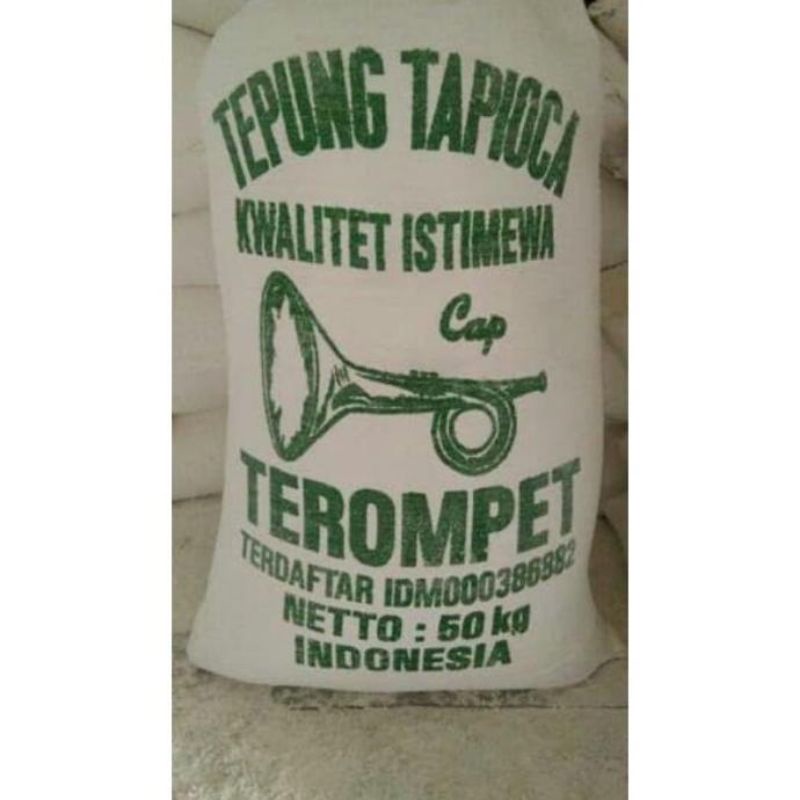 TEPUNG TAPIOCA
KWALITET ISTIMEWA
Cap
TEROMPET
TERDAFTAR IDM000386982
NETTO : 50 kg
INDONESIA